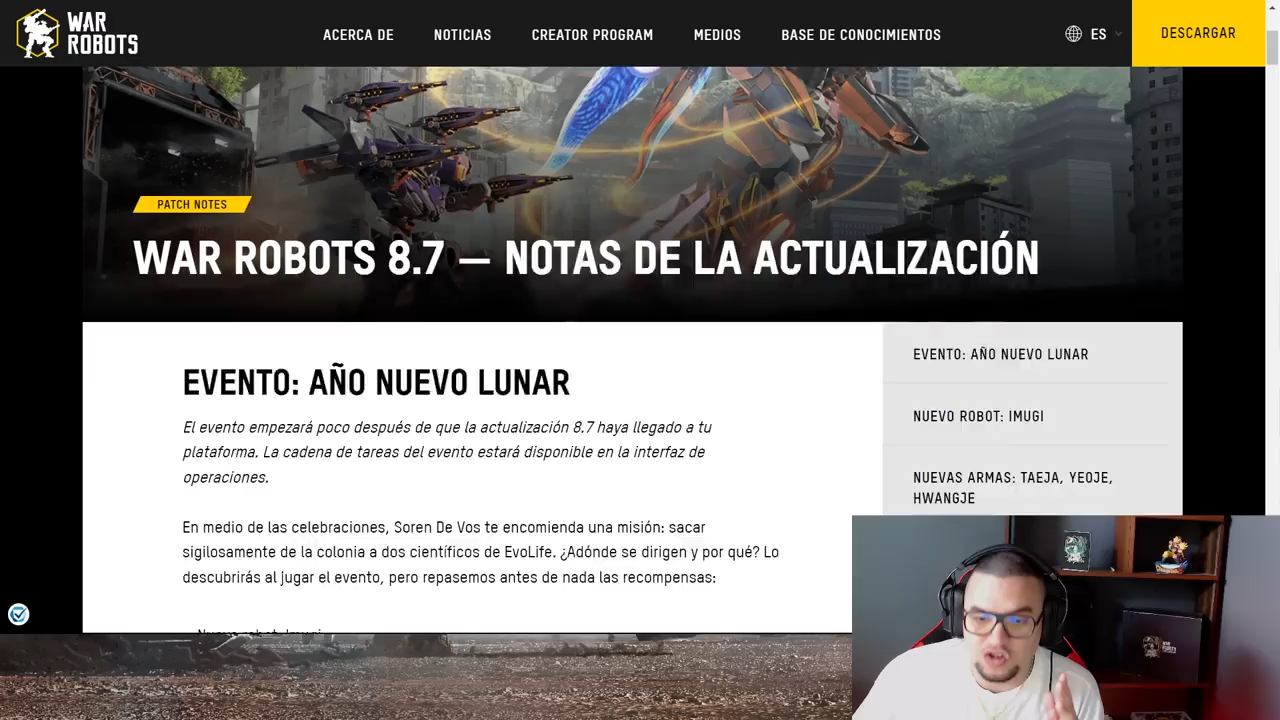 WAR
ROBOTS
ACERCA DE
NOTICIAS
CREATOR PROGRAM
MEDIOS
BASE DE CONOCIMIENTOS
ES
DESCARGAR
PATCH NOTES
WAR ROBOTS 8.7 — NOTAS DE LA ACTUALIZACIÓN
EVENTO: AÑO NUEVO LUNAR
El evento empezará poco después de que la actualización 8.7 haya llegado a tu
plataforma. La cadena de tareas del evento estará disponible en la interfaz de
operaciones.
En medio de las celebraciones, Soren De Vos te encomienda una misión: sacar
sigilosamente de la colonia a dos científicos de EvoLife. ¿Adónde se dirigen y por qué? Lo
descubrirás al jugar el evento, pero repasemos antes de nada las recompensas:
EVENTO: AÑO NUEVO LUNAR
NUEVO ROBOT: IMUGI
NUEVAS ARMAS: TAEJA, YEOJE,
HWANGJE